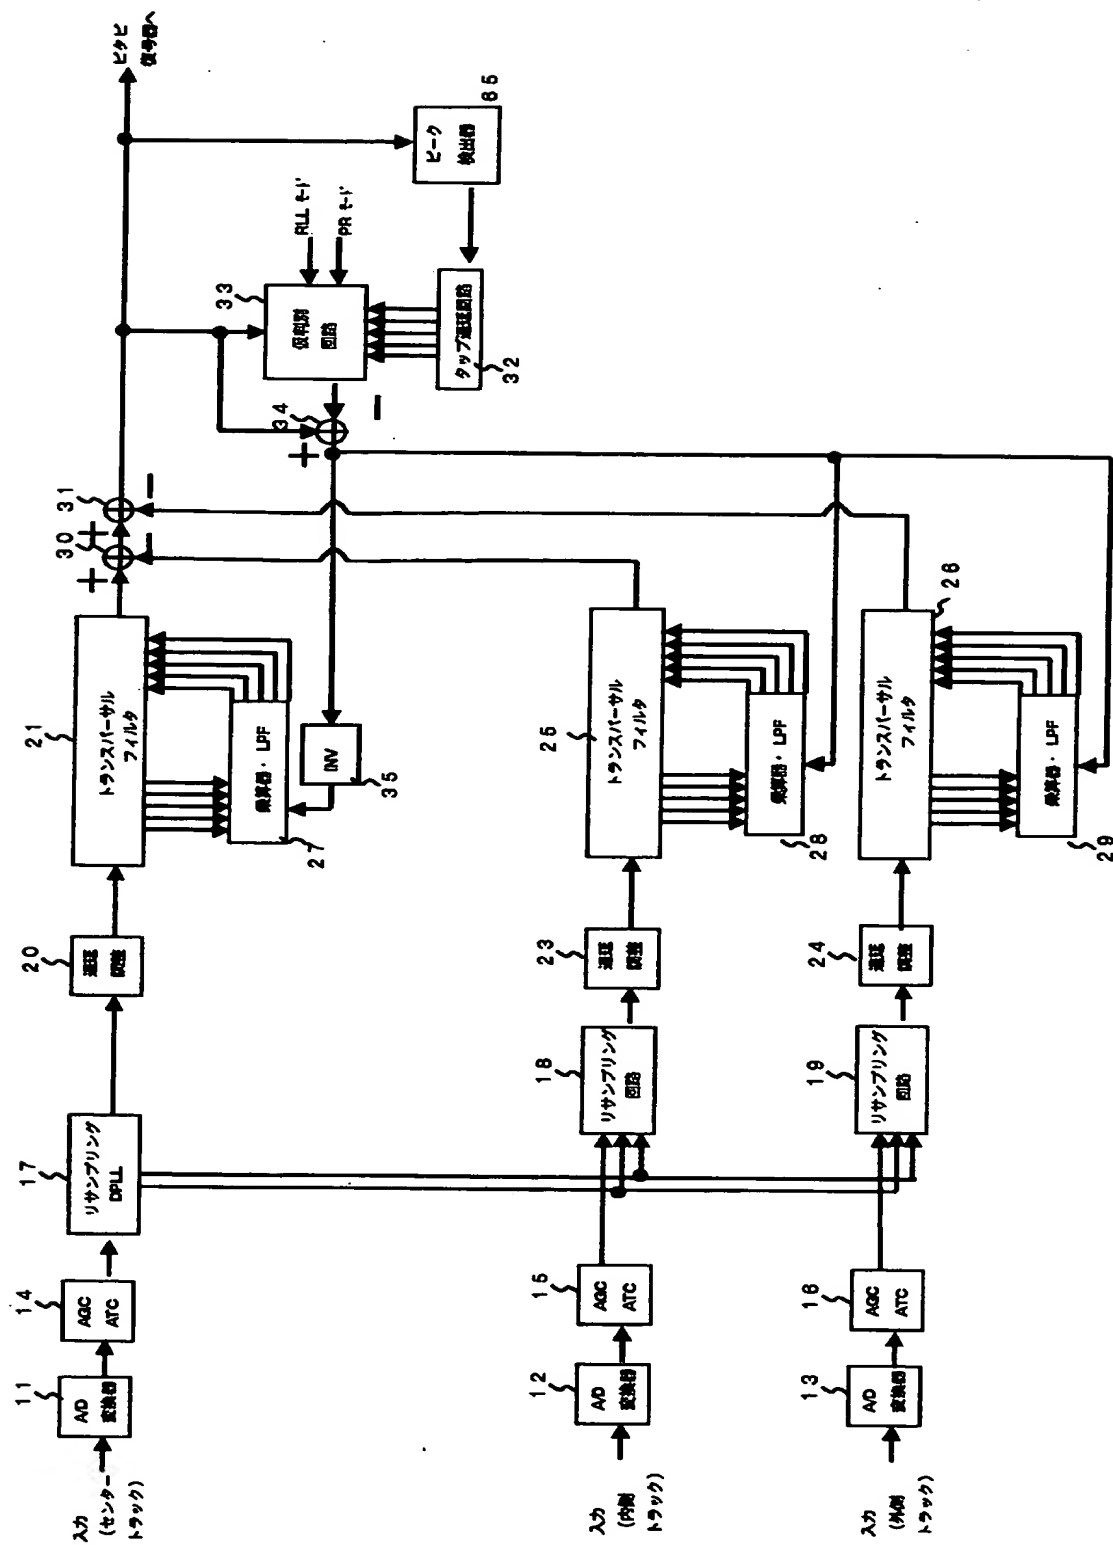 入力
(センター
トラック)
11
A/D
変換器
14
AGC
ATC
17
リサンプリング
DPLL
20
遅延
調整
21
トランスバーサル
フィルタ
27
乗算器・LPF
35
INV
30
+
−
31
+
−
34
+
−
33
仮判別
回路
RLL モード
PR モード
32
タップ遅延回路
65
ピーク
検出器
ビタビ
復号器へ
入力
(内側
トラック)
12
A/D
変換器
15
AGC
ATC
18
リサンプリング
回路
23
遅延
調整
25
トランスバーサル
フィルタ
28
乗算器・LPF
入力
(外側
トラック)
13
A/D
変換器
16
AGC
ATC
19
リサンプリング
回路
24
遅延
調整
26
トランスバーサル
フィルタ
29
乗算器・LPF